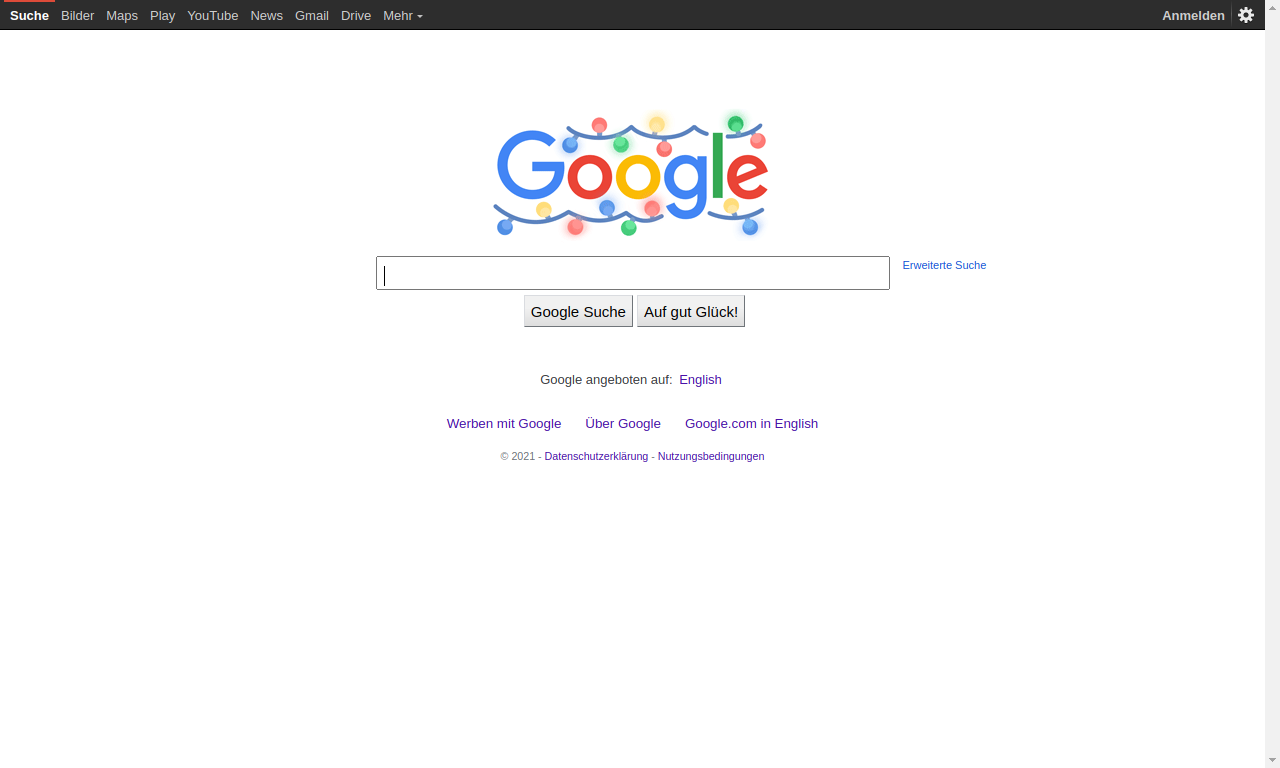 Suche Bilder Maps Play YouTube News Gmail Drive Mehr Anmelden
Google
Erweiterte Suche
Google Suche Auf gut Glück!
Google angeboten auf: English
Werben mit Google Über Google Google.com in English
© 2021 - Datenschutzerklärung - Nutzungsbedingungen